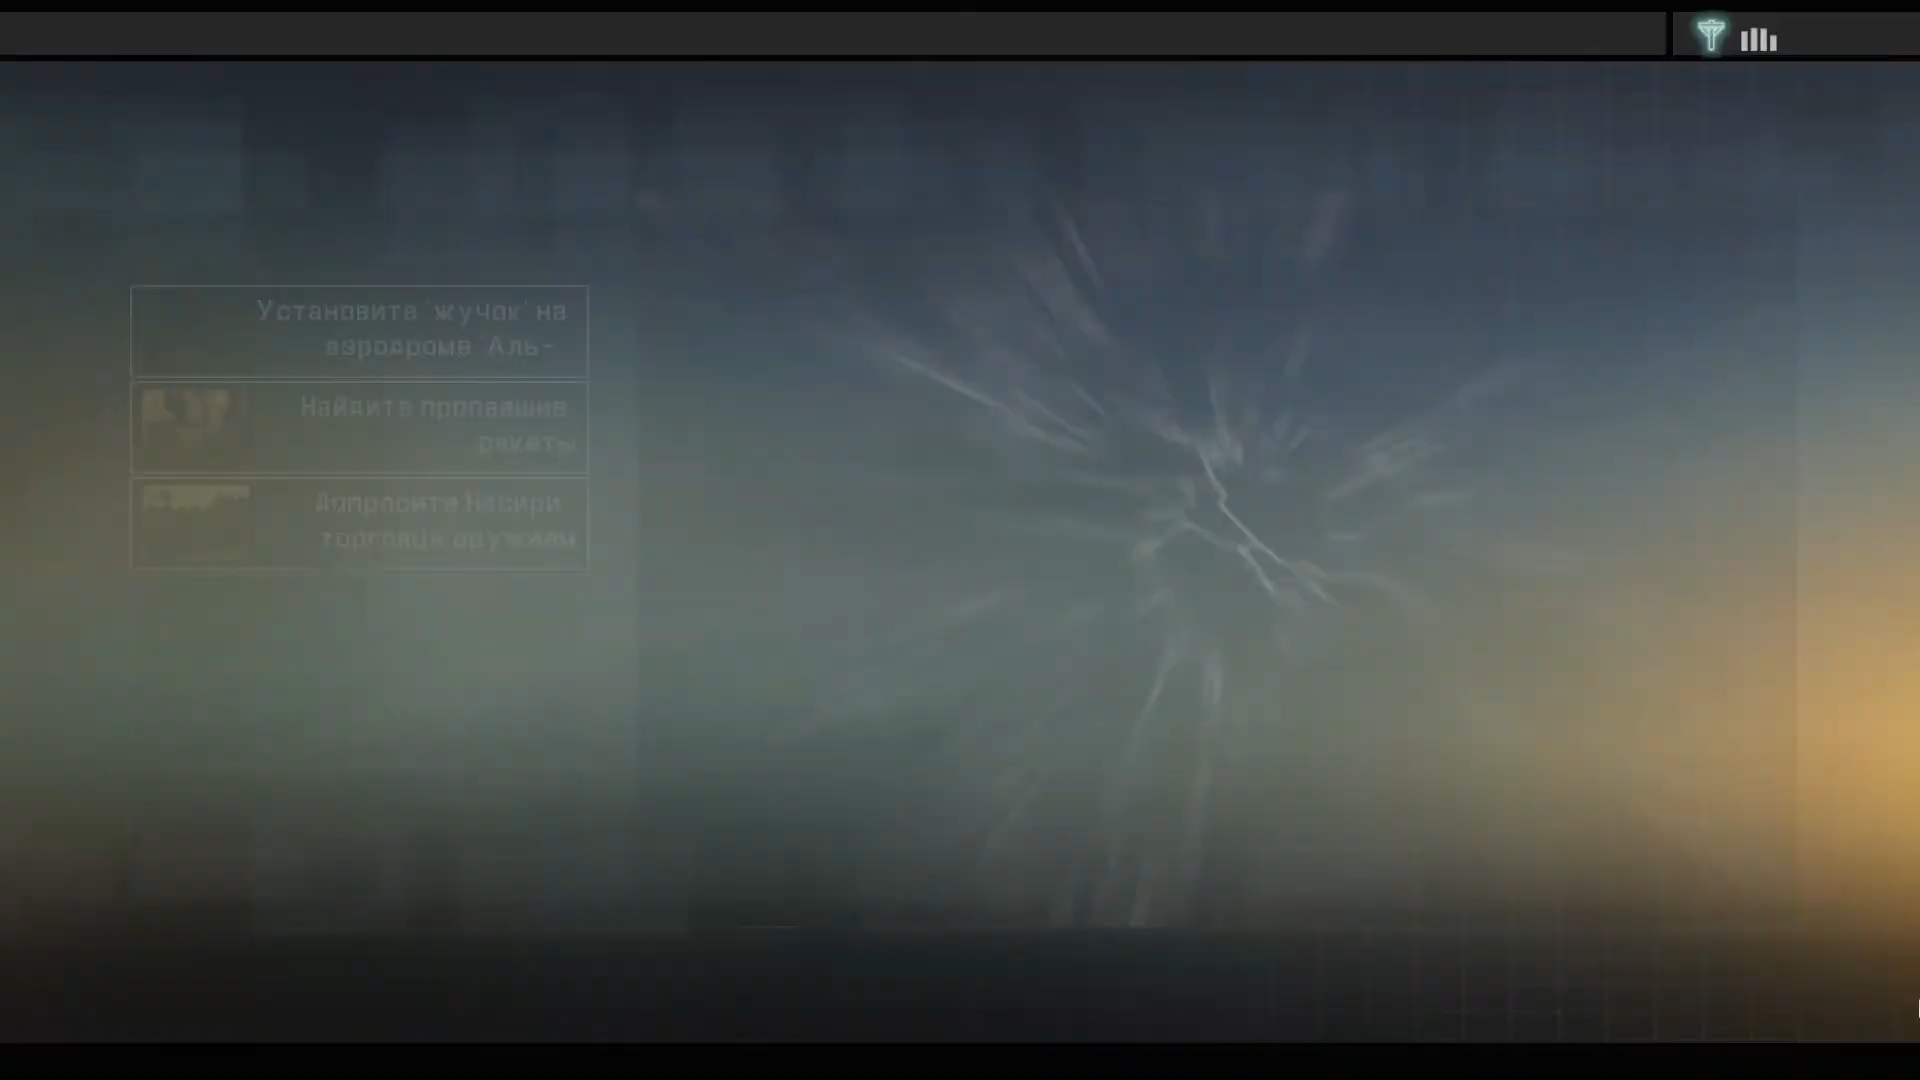 Установите 'жучок' на
аэродроме 'Аль-
Найдите пропавшие
ракеты
Допросите Насири
торговца оружием